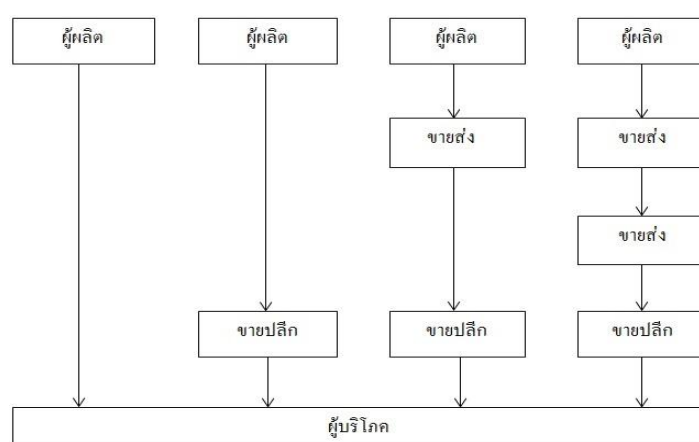 ผู้ผลิต ผู้ผลิต ผู้ผลิต ผู้ผลิต
ขายส่ง ขายส่ง
ขายส่ง
ขายปลีก ขายปลีก ขายปลีก
ผู้บริโภค